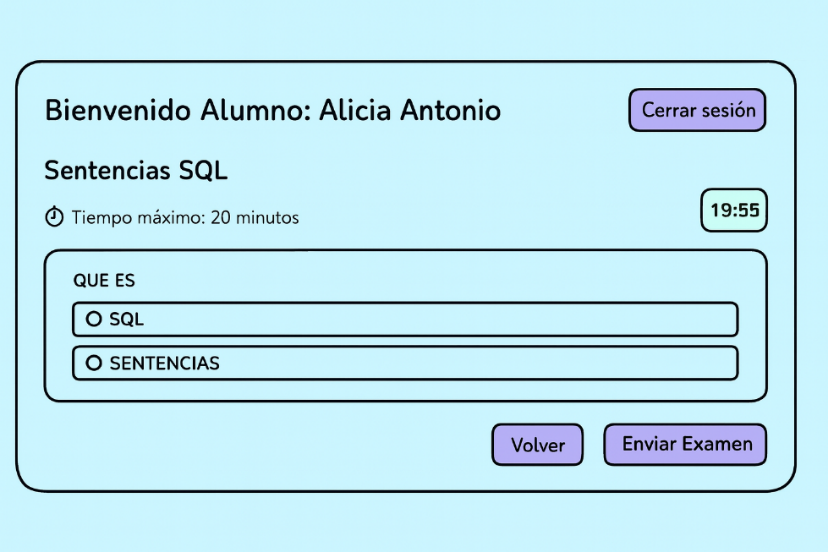 Bienvenido Alumno: Alicia Antonio
Cerrar sesión
Sentencias SQL
Tiempo máximo: 20 minutos
19:55
QUE ES
SQL
SENTENCIAS
Volver
Enviar Examen